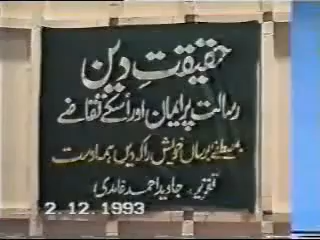 حقیقتِ دین
رسالت پر ایمان اور اسکے تقاضے
بمصطفےٰ برساں خویش را کہ دیں ہمہ اوست
تقریر: جاوید احمد غامدی
2.12.1993